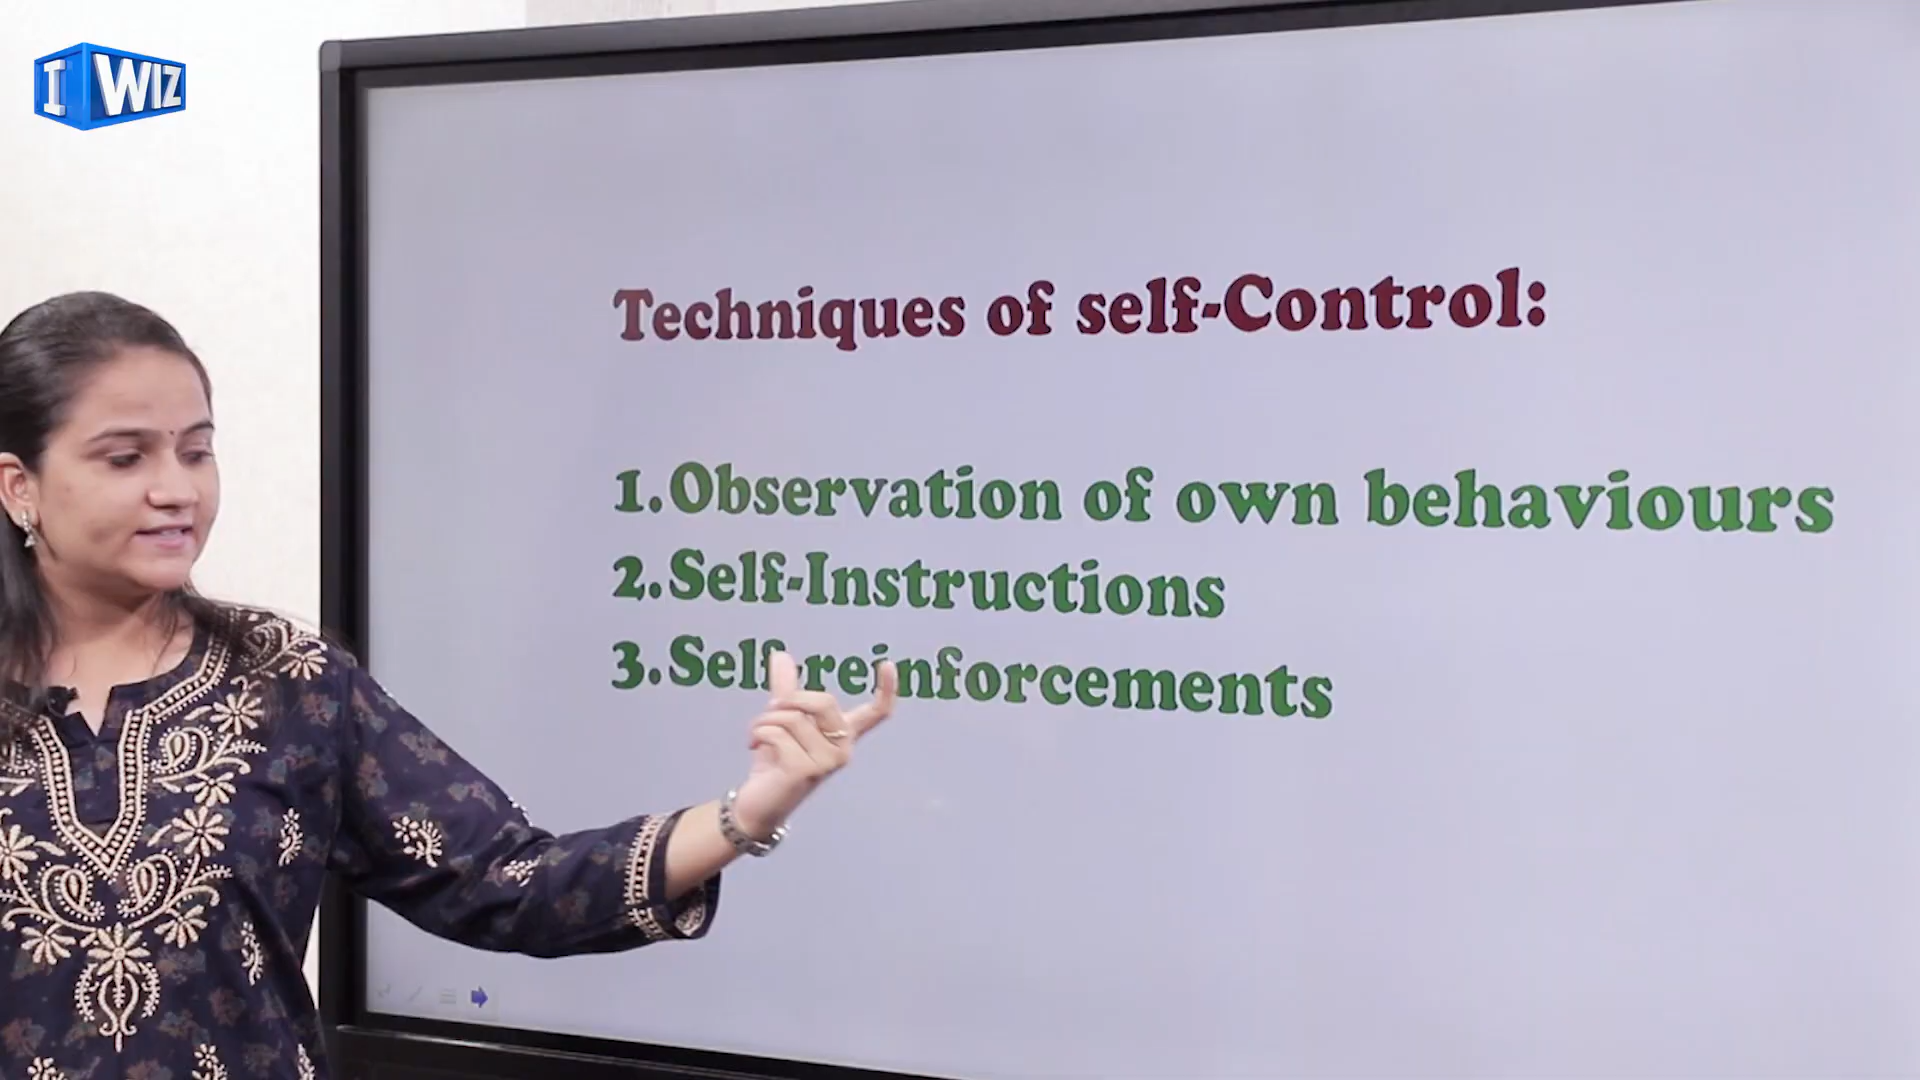 I WIZ
Techniques of self-Control:
1. Observation of own behaviours
2. Self-Instructions
3. Self-reinforcements